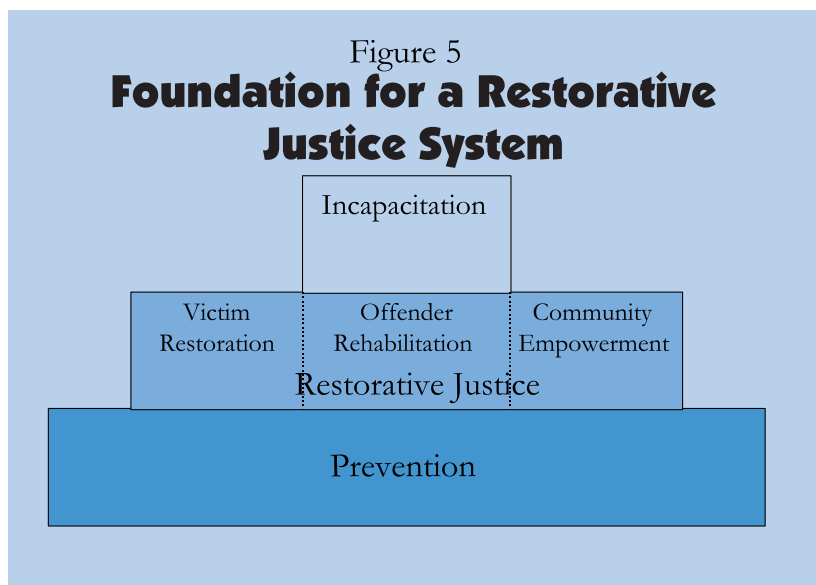 Figure 5
Foundation for a Restorative
Justice System
Incapacitation
Victim
Restoration
Offender
Rehabilitation
Community
Empowerment
Restorative Justice
Prevention